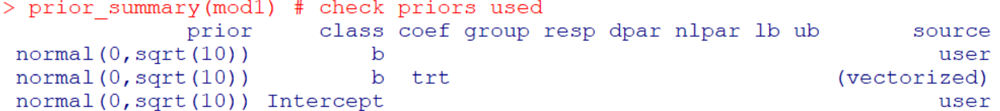 > prior_summary(mod1) # check priors used
prior class coef group resp dpar nlpar lb ub source
normal(0,sqrt(10)) b user
normal(0,sqrt(10)) b trt (vectorized)
normal(0,sqrt(10)) Intercept user